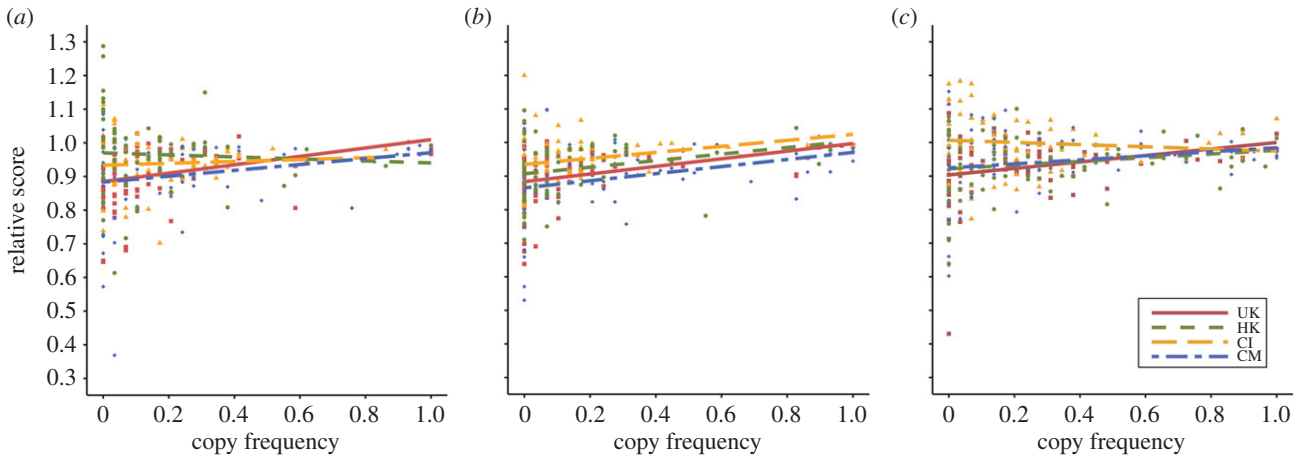 (a)
(b)
(c)
relative score
1.3
1.2
1.1
1.0
0.9
0.8
0.7
0.6
0.5
0.4
0.3
0 0.2 0.4 0.6 0.8 1.0
copy frequency
0 0.2 0.4 0.6 0.8 1.0
copy frequency
0 0.2 0.4 0.6 0.8 1.0
copy frequency
UK
HK
CI
CM